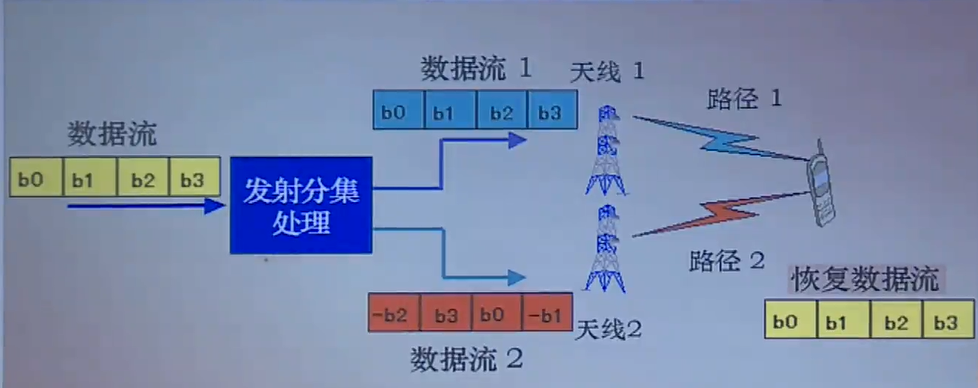 数据流
b0 b1 b2 b3
发射分集
处理
数据流 1
b0 b1 b2 b3
天线 1
路径 1
-b2 b3 b0 -b1
数据流 2
天线2
路径 2
恢复数据流
b0 b1 b2 b3